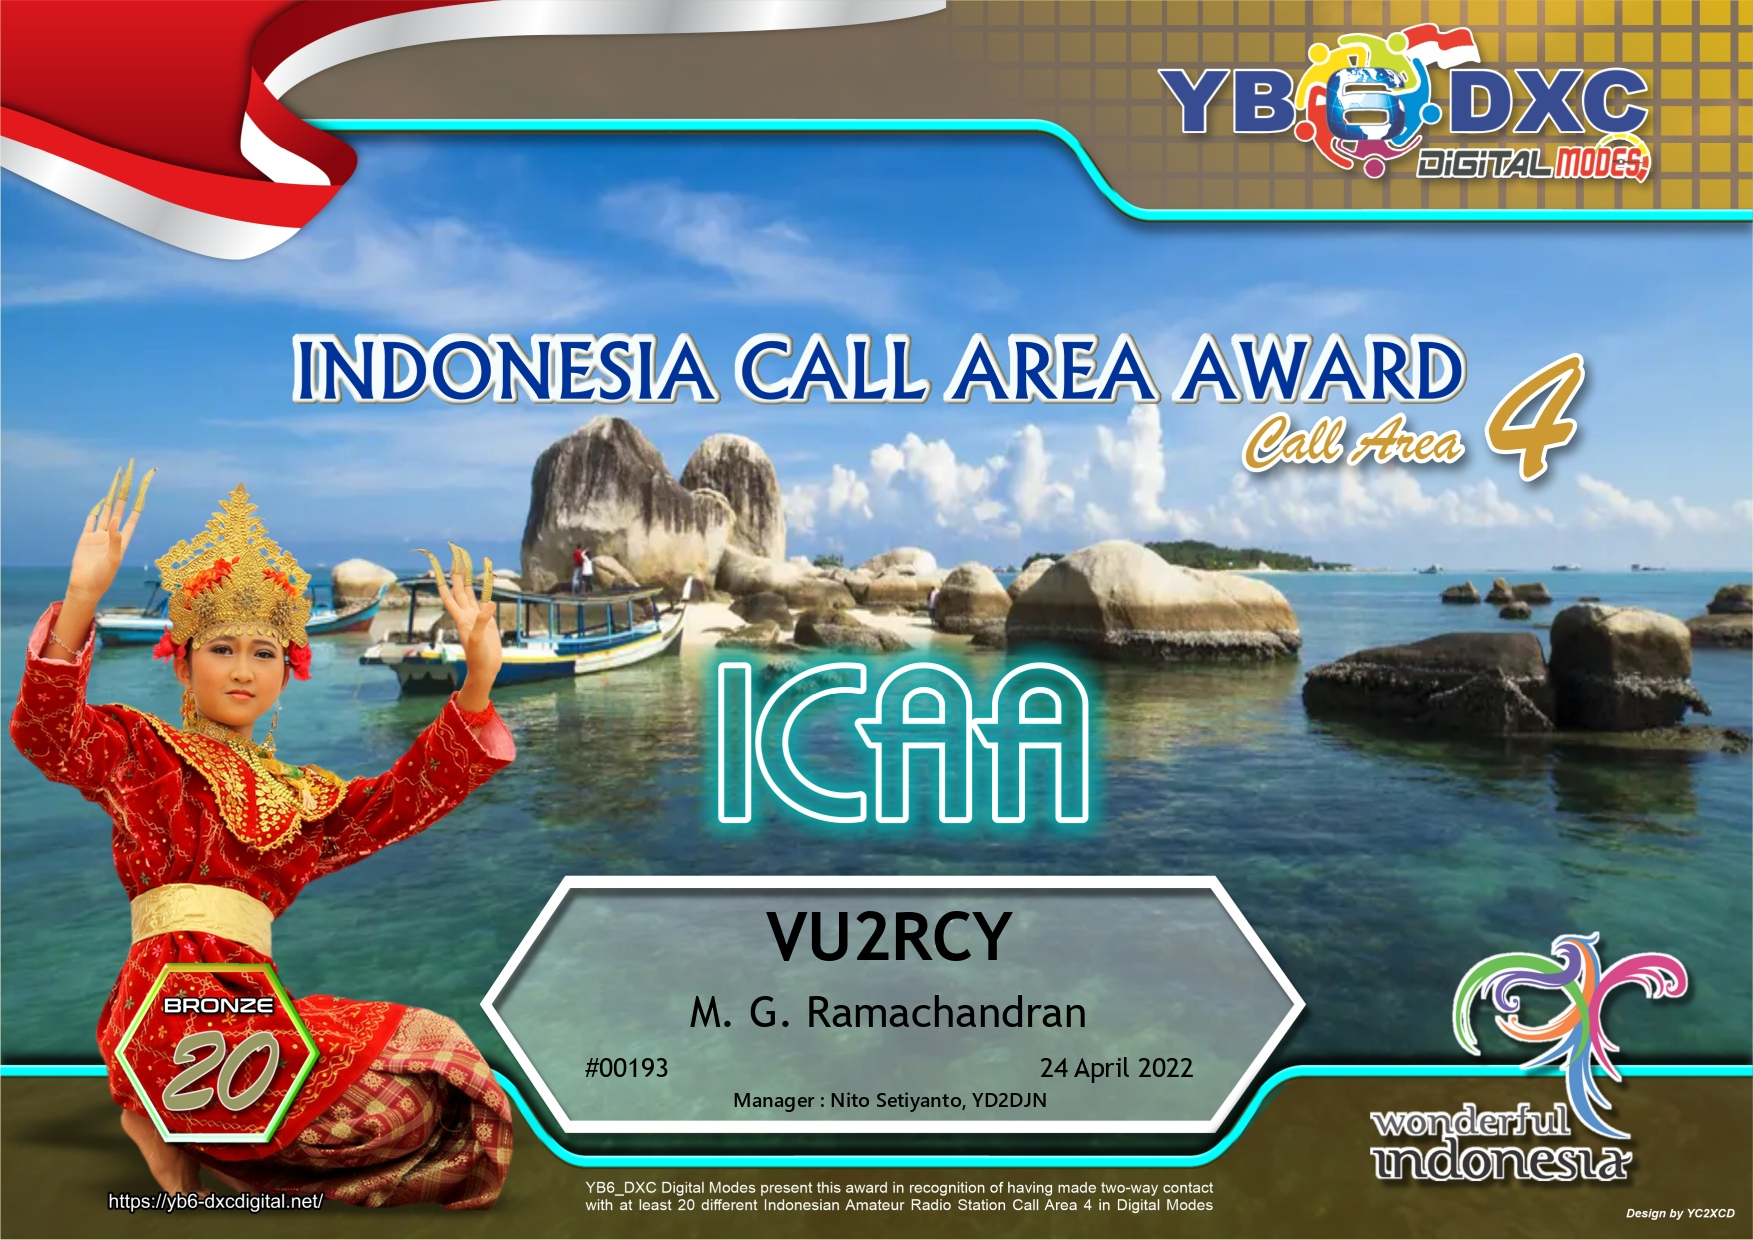 YB6 DXC
DiGiTAL MODES
INDONESIA CALL AREA AWARD
Call Area 4
ICAA
VU2RCY
M. G. Ramachandran
#00193
24 April 2022
Manager : Nito Setiyanto, YD2DJN
BRONZE
20
wonderful
indonesia
https://yb6-dxcdigital.net/
YB6_DXC Digital Modes present this award in recognition of having made two-way contact
with at least 20 different Indonesian Amateur Radio Station Call Area 4 in Digital Modes
Design by YC2XCD